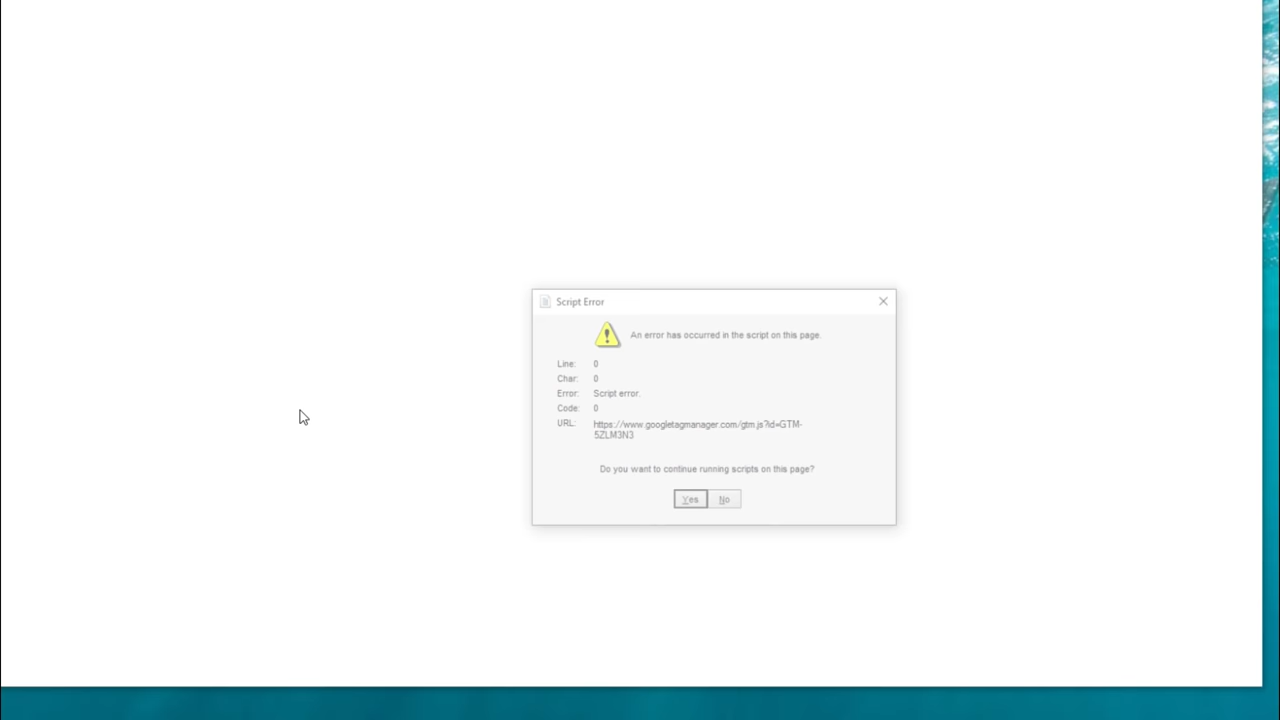 Script Error
An error has occurred in the script on this page.
Line: 0
Char: 0
Error: Script error.
Code: 0
URL: https://www.googletagmanager.com/gtm.js?id=GTM-
5ZLM3N3
Do you want to continue running scripts on this page?
Yes No